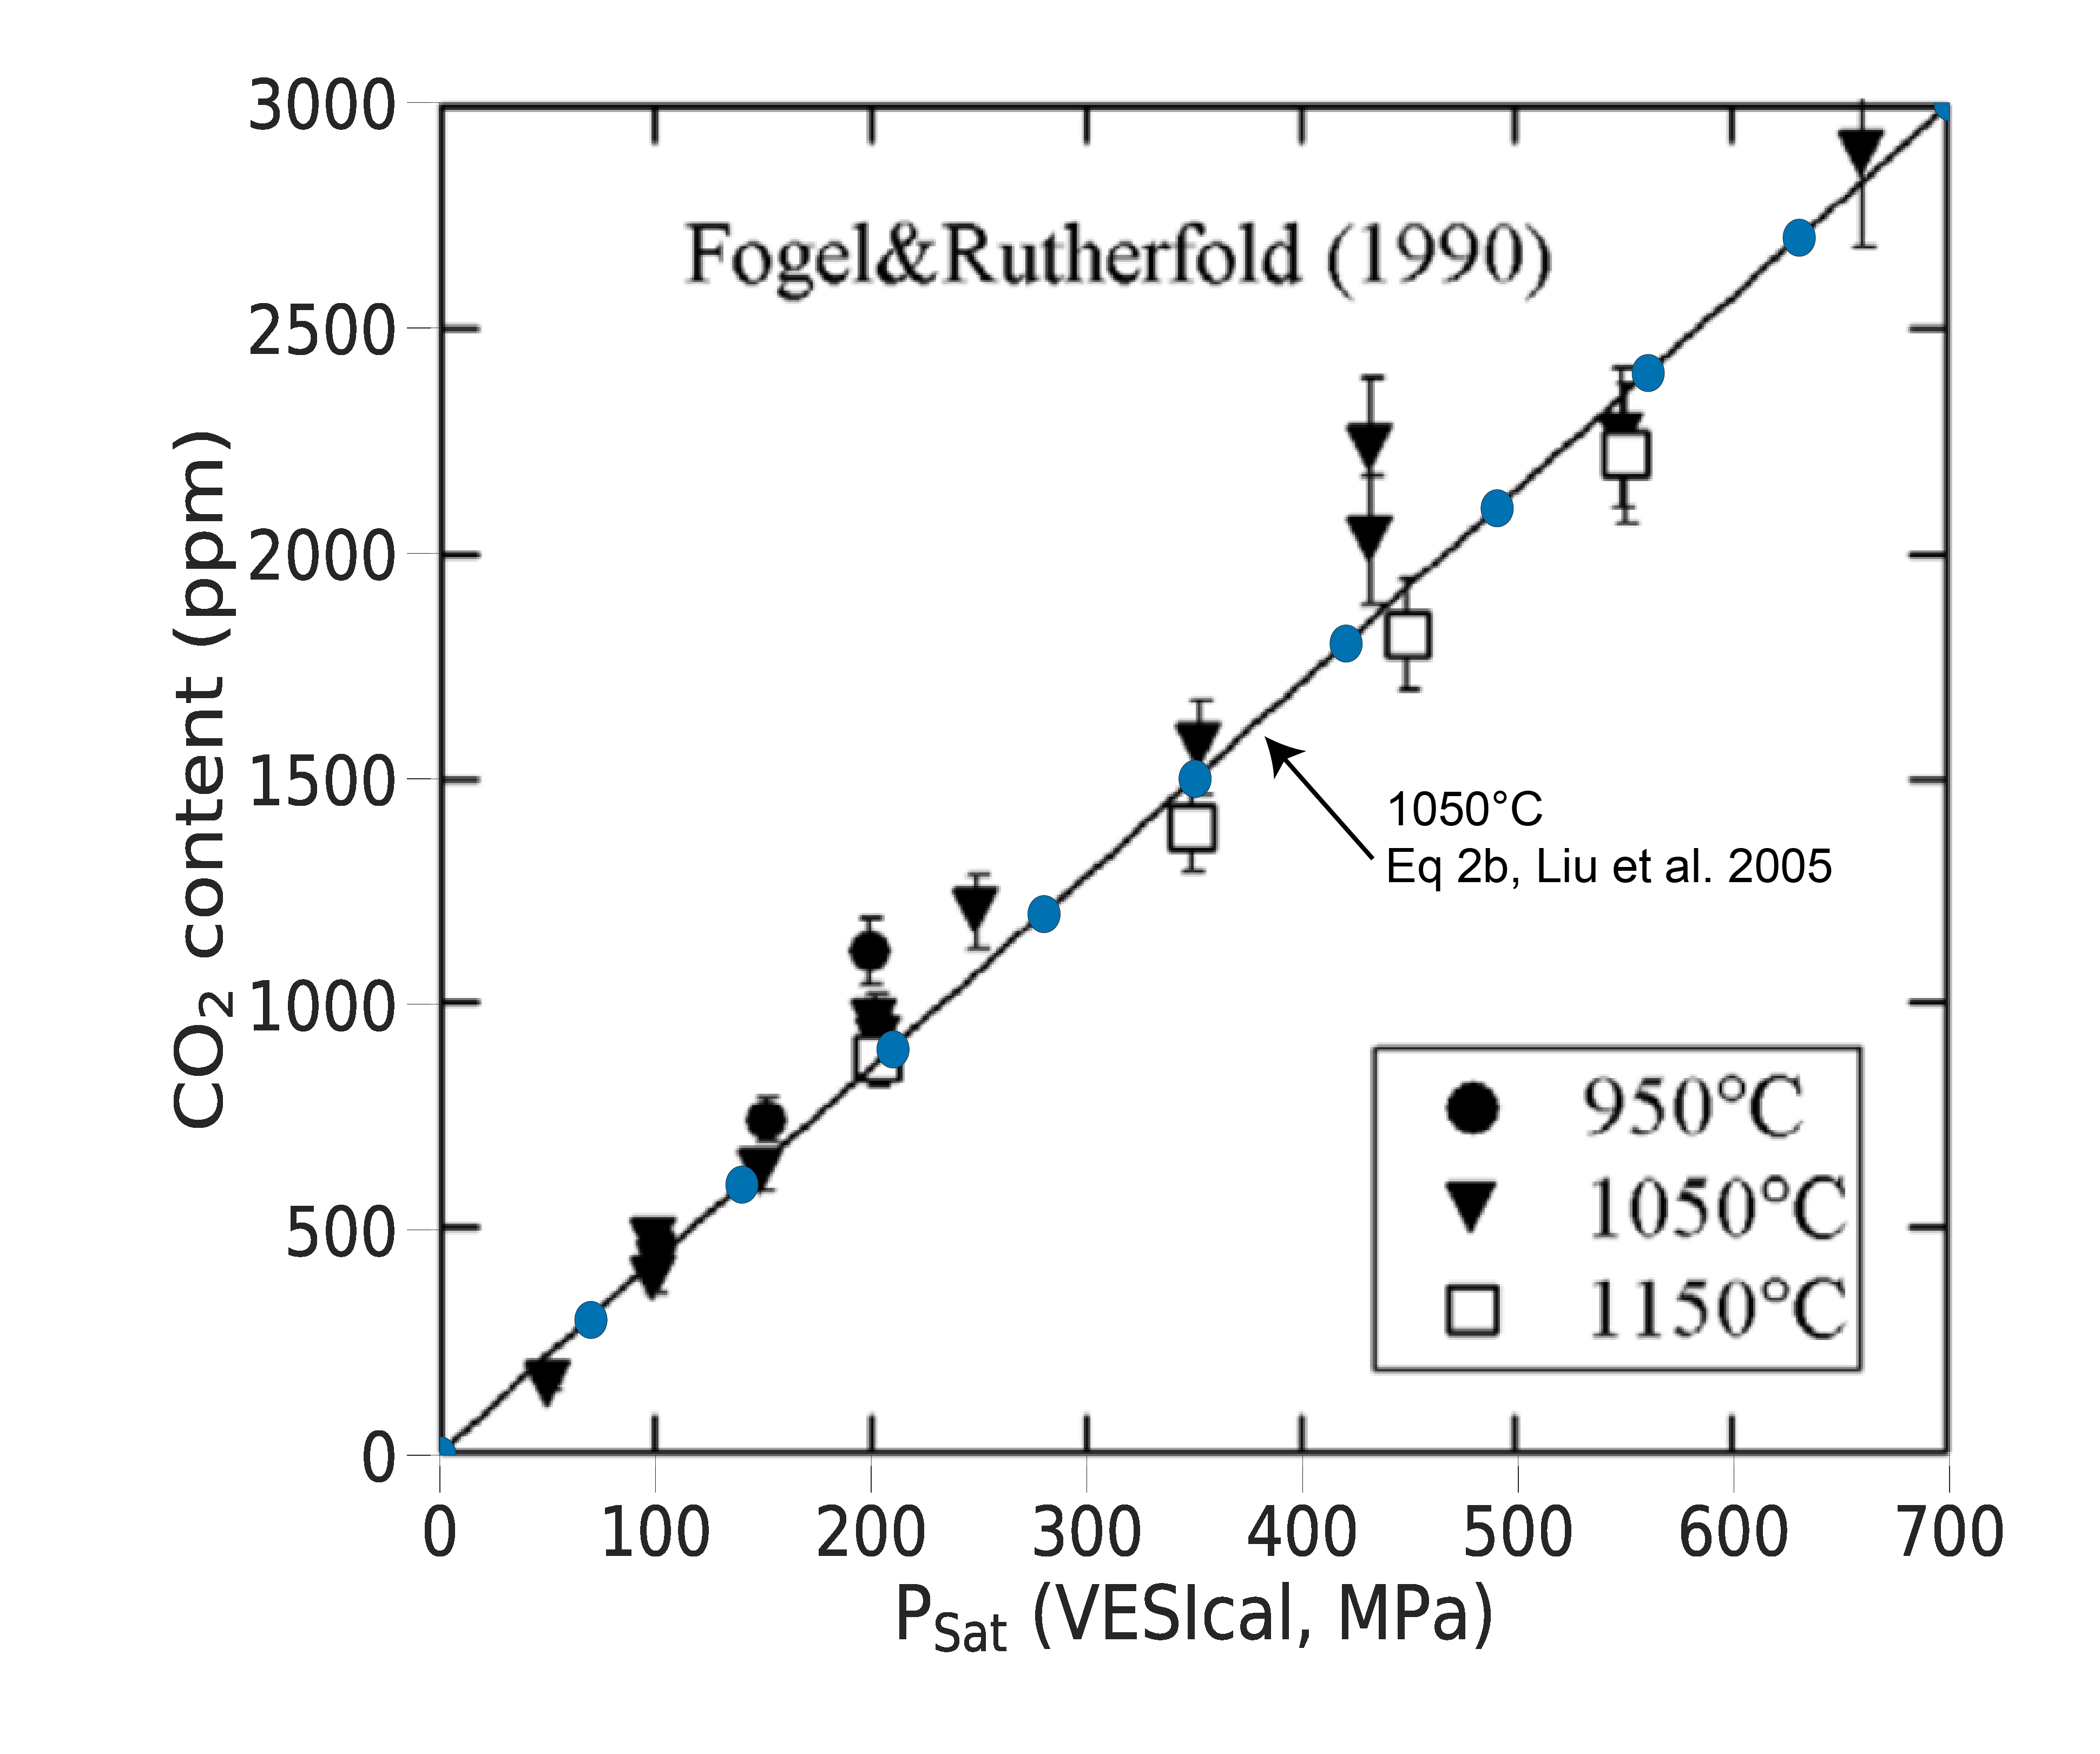 3000
Fogel&Rutherfold (1990)
2500
2000
1500
1000
500
0
CO₂ content (ppm)
1050°C
Eq 2b, Liu et al. 2005
950°C
1050°C
1150°C
0 100 200 300 400 500 600 700
P_Sat (VESIcal, MPa)